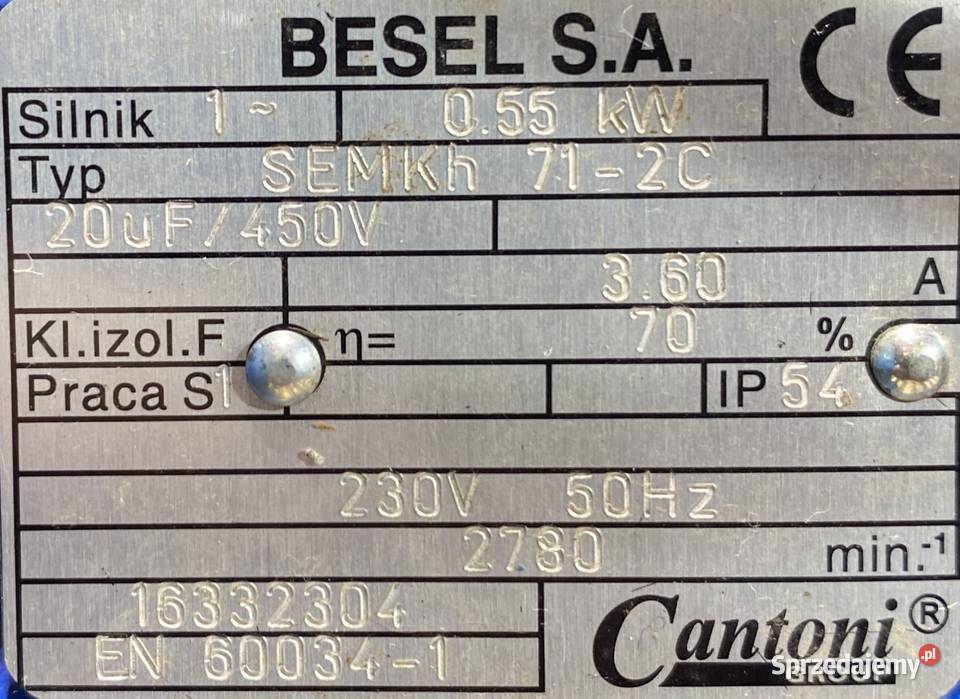 BESEL S.A. CE
Silnik 1~ 0.55 kW
Typ SEMKh 71-2C
20uF/450V
3.60 A
Kl.izol.F η= 70 %
Praca S1 IP 54
230V 50Hz
2780 min.-1
16332304
EN 60034-1
Cantoni ®
GROUP
Sprzedajemy.pl